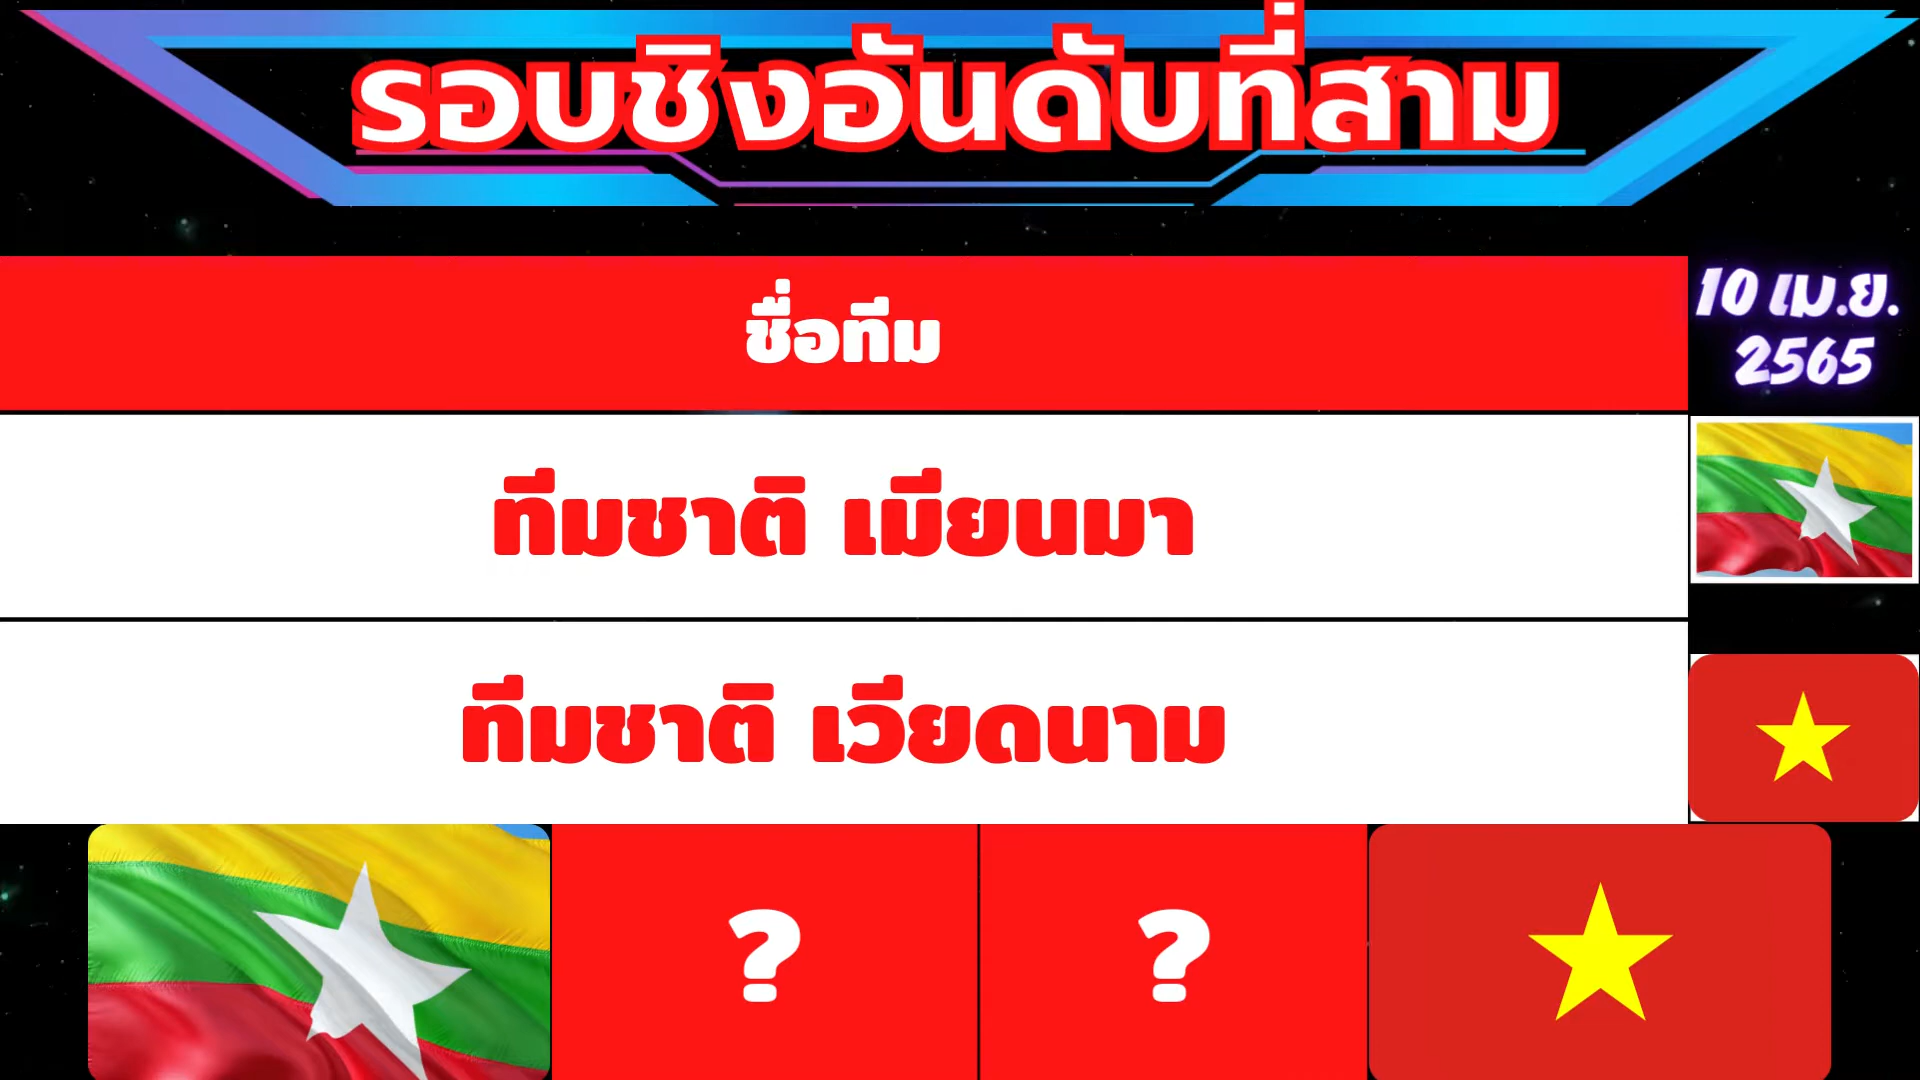 รอบชิงอันดับที่สาม
ชื่อทีม
10 เม.ย.
2565
ทีมชาติ เมียนมา
ทีมชาติ เวียดนาม
? ?